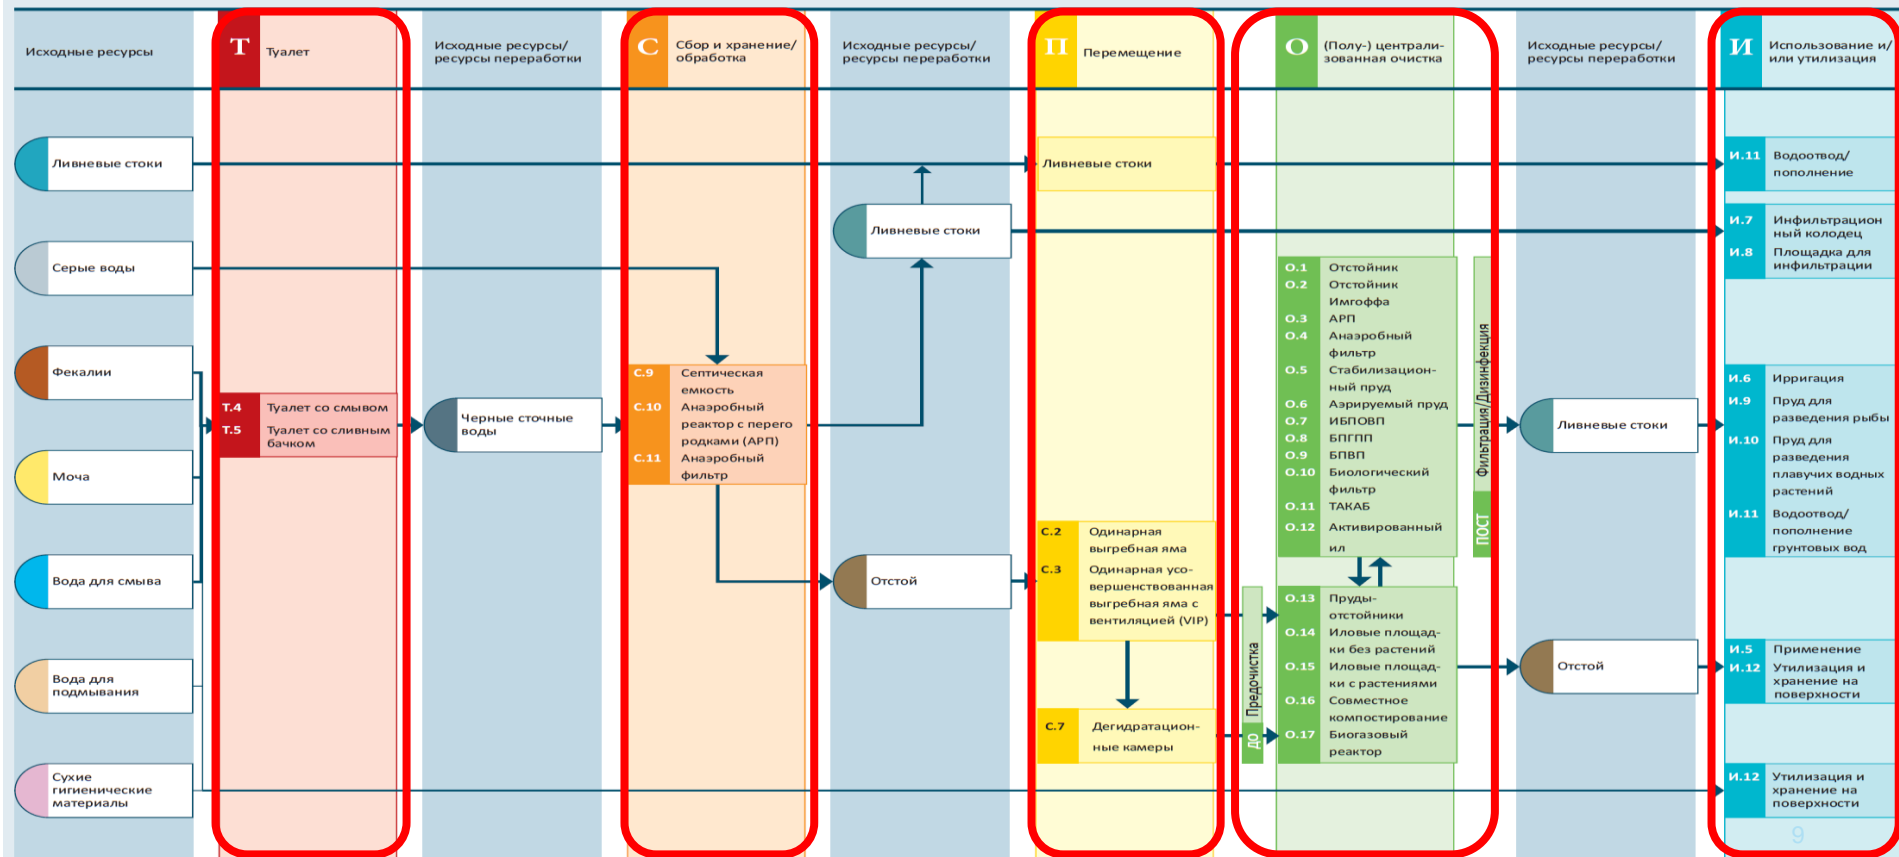 Исходные ресурсы
Т
Туалет
Исходные ресурсы/
ресурсы переработки
С
Сбор и хранение/
обработка
Исходные ресурсы/
ресурсы переработки
П
Перемещение
О
(Полу-) централи-
зованная очистка
Исходные ресурсы/
ресурсы переработки
И
Использование и/
или утилизация
Ливневые стоки
Серые воды
Фекалии
Моча
Вода для смыва
Вода для
подмывания
Сухие
гигиенические
материалы
Т.4 Туалет со смывом
Т.5 Туалет со сливным
бачком
Черные сточные
воды
С.9 Септическая
емкость
С.10 Анаэробный
реактор с перего
родками (АРП)
С.11 Анаэробный
фильтр
Ливневые стоки
Отстой
Ливневые стоки
С.2 Одинарная
выгребная яма
С.3 Одинарная усо-
вершенствованная
выгребная яма с
вентиляцией (VIP)
С.7 Дегидратацион-
ные камеры
ДО Предочистка
О.1 Отстойник
О.2 Отстойник
Имгоффа
О.3 АРП
О.4 Анаэробный
фильтр
О.5 Стабилизацион-
ный пруд
О.6 Аэрируемый пруд
О.7 ИБПОВП
О.8 БПГПП
О.9 БПВП
О.10 Биологический
фильтр
О.11 ТАКАБ
О.12 Активированный
ил
О.13 Пруды-
отстойники
О.14 Иловые площад-
ки без растений
О.15 Иловые площад-
ки с растениями
О.16 Совместное
компостирование
О.17 Биогазовый
реактор
ПОСТ Фильтрация/Дизинфекция
Ливневые стоки
Отстой
И.11 Водоотвод/
пополнение
И.7 Инфильтрацион
ный колодец
И.8 Площадка для
инфильтрации
И.6 Ирригация
И.9 Пруд для
разведения рыбы
И.10 Пруд для
разведения
плавучих водных
растений
И.11 Водоотвод/
пополнение
грунтовых вод
И.5 Применение
И.12 Утилизация и
хранение на
поверхности
И.12 Утилизация и
хранение на
поверхности
9